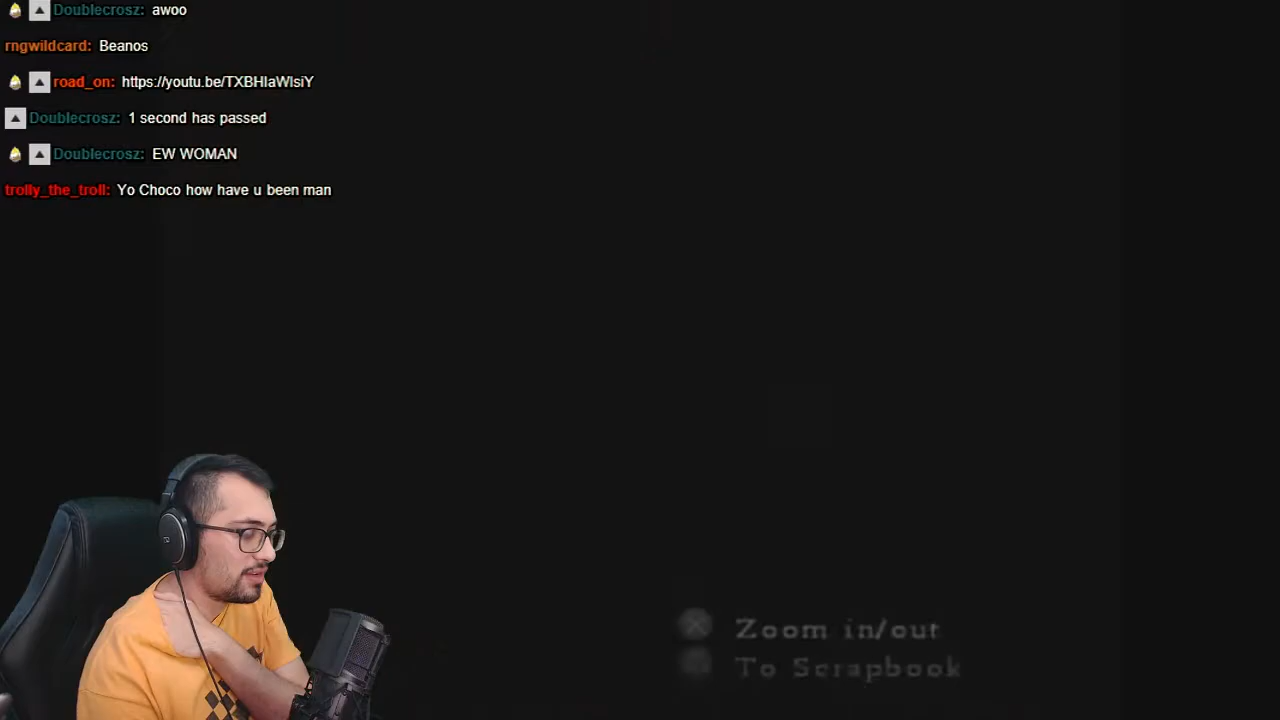 Doublecrosz: awoo
rngwildcard: Beanos
road_on: https://youtu.be/TXBHIaWIsiY
Doublecrosz: 1 second has passed
Doublecrosz: EW WOMAN
trolly_the_troll: Yo Choco how have u been man
Zoom in/out
To Scrapbook